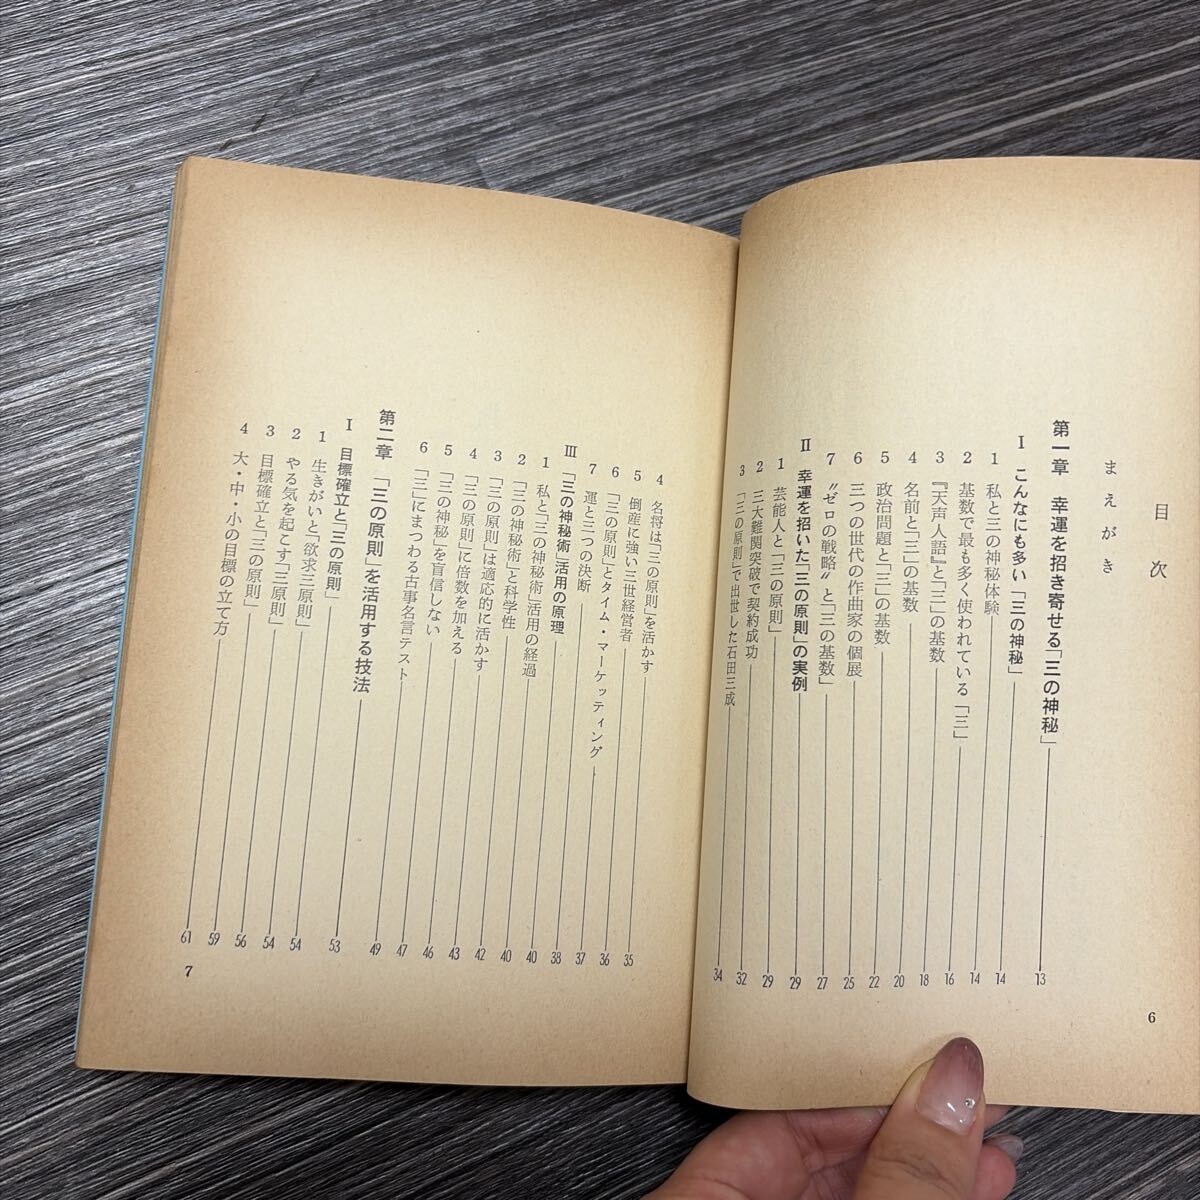 目次
まえがき
第一章 幸運を招き寄せる「三の神秘」 13
Ⅰ こんなにも多い「三の神秘」 14
1 私と三の神秘体験 14
2 基数で最も多く使われている「三」 16
3 『天声人語』と「三」の基数 18
4 名前と「三」の基数 20
5 政治問題と「三」の基数 22
6 三つの世代の作曲家の個展 25
7 〝ゼロの戦略〟と「三の基数」 27
Ⅱ 幸運を招いた「三の原則」の実例 29
1 芸能人と「三の原則」 29
2 三大難関突破で契約成功 32
3 「三の原則」で出世した石田三成 34
6
4 名将は「三の原則」を活かす 35
5 倒産に強い三世経営者 36
6 「三の原則」とタイム・マーケッティング 37
7 運と三つの決断 38
Ⅲ 「三の神秘術」活用の原理 40
1 私と「三の神秘術」活用の経過 40
2 「三の神秘術」と科学性 42
3 「三の原則」は適応的に活かす 43
4 「三の原則」に倍数を加える 46
5 「三の神秘」を盲信しない 47
6 「三」にまつわる古事名言テスト 49
第二章 「三の原則」を活用する技法 53
Ⅰ 目標確立と「三の原則」 54
1 生きがいと「欲求三原則」 54
2 やる気を起こす「三原則」 56
3 目標確立と「三の原則」 59
4 大・中・小の目標の立て方 61
7